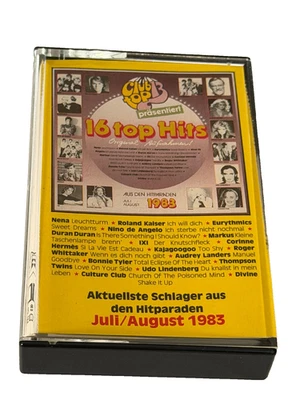 Club
Top 13
präsentiert
16 top Hits
AUS DEN HITPARADEN
JULI/
AUGUST 1983
Nena Leuchtturm • Roland Kaiser Ich will dich • Eurythmics
Sweet Dreams • Nino de Angelo Ich sterbe nicht nochmal •
Duran Duran Is There Something I Should Know? • Markus Kleine
Taschenlampe brenn' • IXI Der Knutschfleck • Corinne
Hermès Si La Vie Est Cadeau • Kajagoogoo Too Shy • Roger
Whittaker Wenn es dich noch gibt • Audrey Landers Manuel
Goodbye • Bonnie Tyler Total Eclipse Of The Heart • Thompson
Twins Love On Your Side • Udo Lindenberg Du knallst in mein
Leben • Culture Club Church Of The Poisoned Mind • Divine
Shake It Up
Aktuellste Schlager aus
den Hitparaden
Juli/August 1983